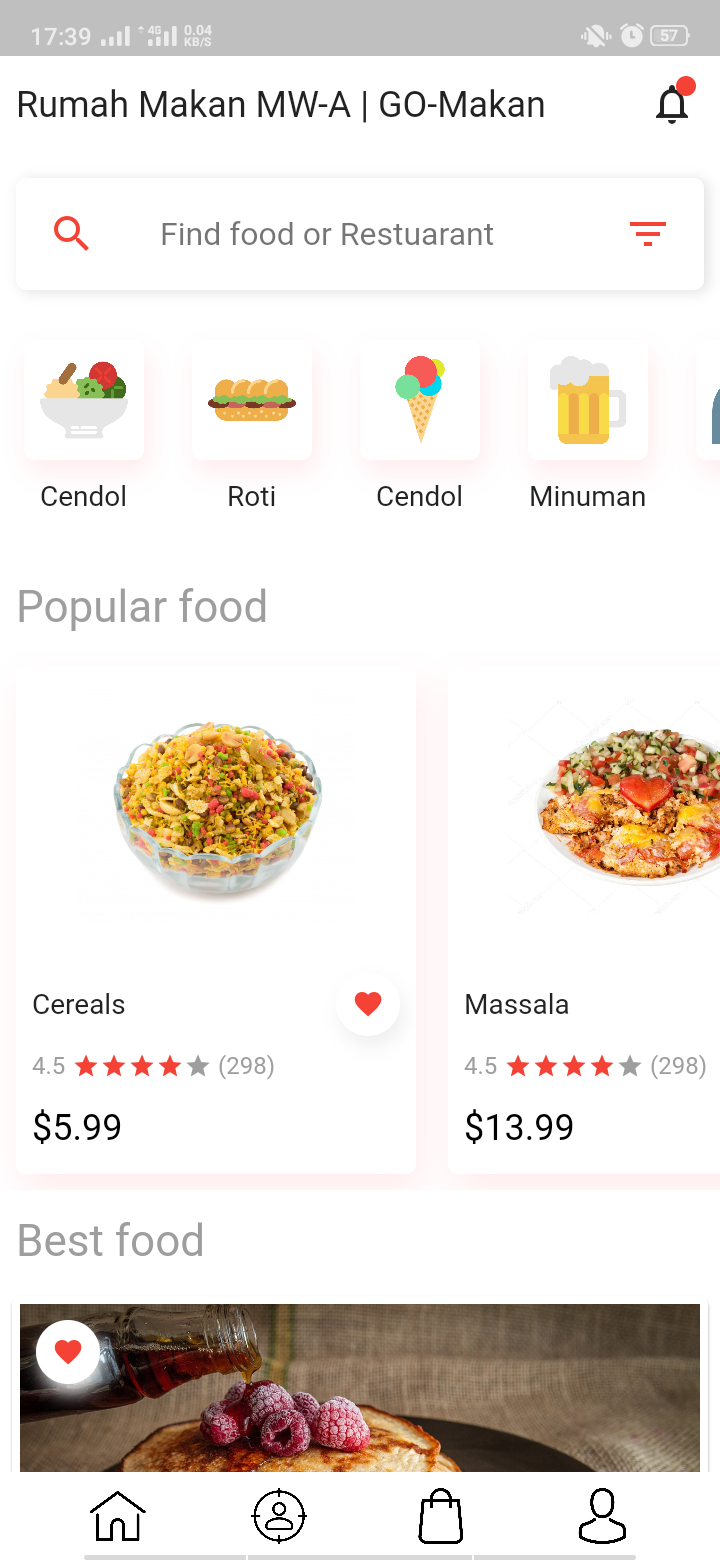 17:39 4G 0.04 KB/S 57
Rumah Makan MW-A | GO-Makan
Find food or Restuarant
Cendol Roti Cendol Minuman
Popular food
Cereals Massala
4.5 (298) 4.5 (298)
$5.99 $13.99
Best food